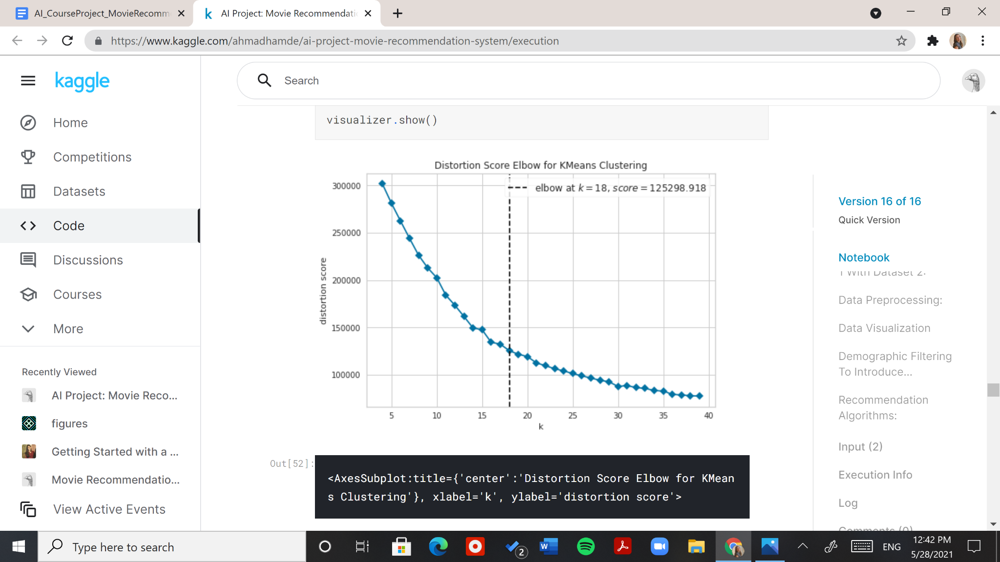 AI_CourseProject_MovieRecomm
AI Project: Movie Recommendati
https://www.kaggle.com/ahmadhamde/ai-project-movie-recommendation-system/execution
kaggle
Search
Home
Competitions
Datasets
Code
Discussions
Courses
More
Recently Viewed
AI Project: Movie Reco...
figures
Getting Started with a ...
Movie Recommendatio...
View Active Events
visualizer.show()
Distortion Score Elbow for KMeans Clustering
elbow at k = 18, score = 125298.918
300000
250000
200000
150000
100000
distortion score
5 10 15 20 25 30 35 40
k
Out[52]:
<AxesSubplot:title={'center':'Distortion Score Elbow for KMean
s Clustering'}, xlabel='k', ylabel='distortion score'>
Version 16 of 16
Quick Version
Notebook
1 With Dataset 2:
Data Preprocessing:
Data Visualization
Demographic Filtering
To Introduce...
Recommendation
Algorithms:
Input (2)
Execution Info
Log
Comments (0)
Type here to search
2
W
ENG
12:42 PM
5/28/2021